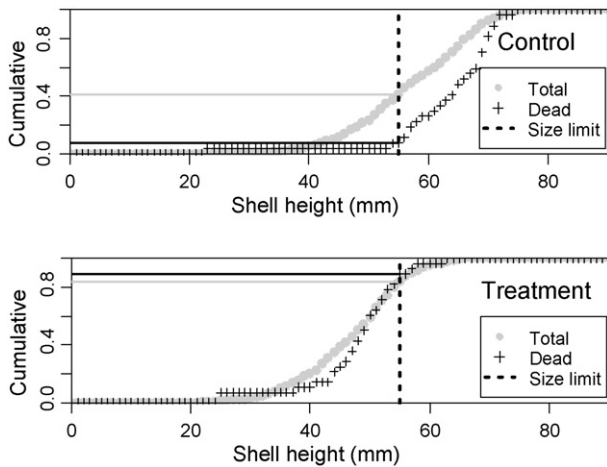 Cumulative
0.0 0.4 0.8
Control
Total
Dead
Size limit
0 20 40 60 80
Shell height (mm)
Cumulative
0.0 0.4 0.8
Treatment
Total
Dead
Size limit
0 20 40 60 80
Shell height (mm)